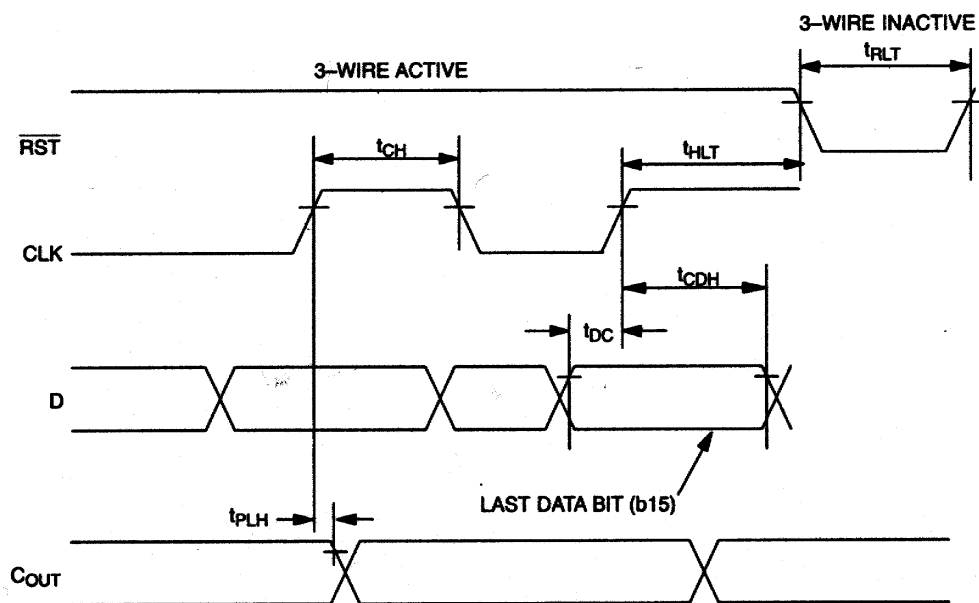 3–WIRE INACTIVE
tRLT
3–WIRE ACTIVE
RST
tCH
tHLT
CLK
tCDH
tDC
D
LAST DATA BIT (b15)
tPLH
COUT